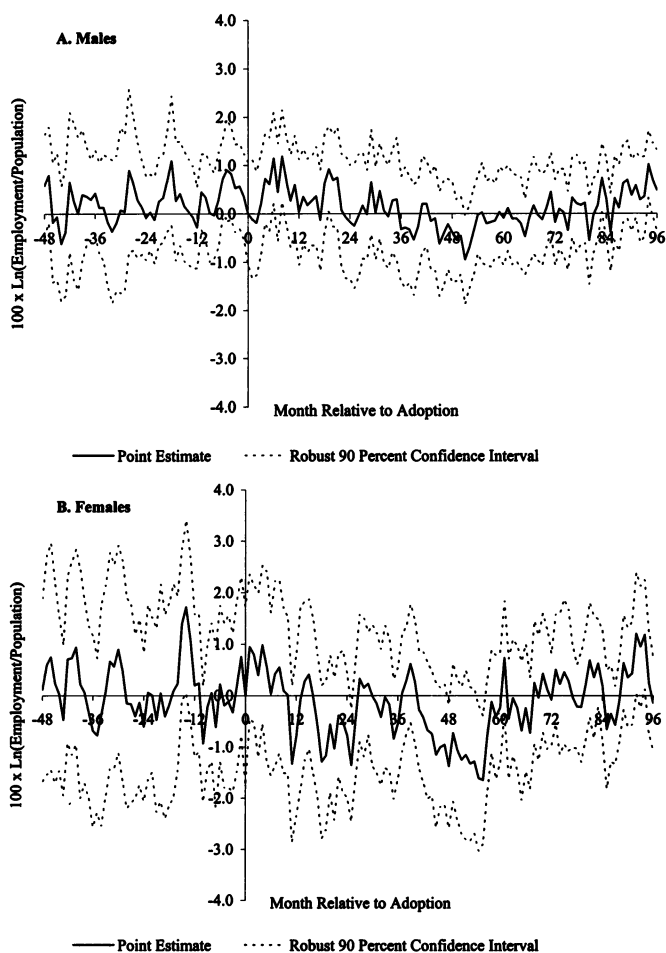 4.0
A. Males
3.0
2.0
1.0
0.0
-48 -36 -24 -12 0 12 24 36 48 60 72 84 96
-1.0
-2.0
-3.0
-4.0
100 x Ln(Employment/Population)
Month Relative to Adoption
Point Estimate Robust 90 Percent Confidence Interval
4.0
B. Females
3.0
2.0
1.0
0.0
-48 -36 -24 -12 0 12 24 36 48 60 72 84 96
-1.0
-2.0
-3.0
-4.0
100 x Ln(Employment/Population)
Month Relative to Adoption
Point Estimate Robust 90 Percent Confidence Interval